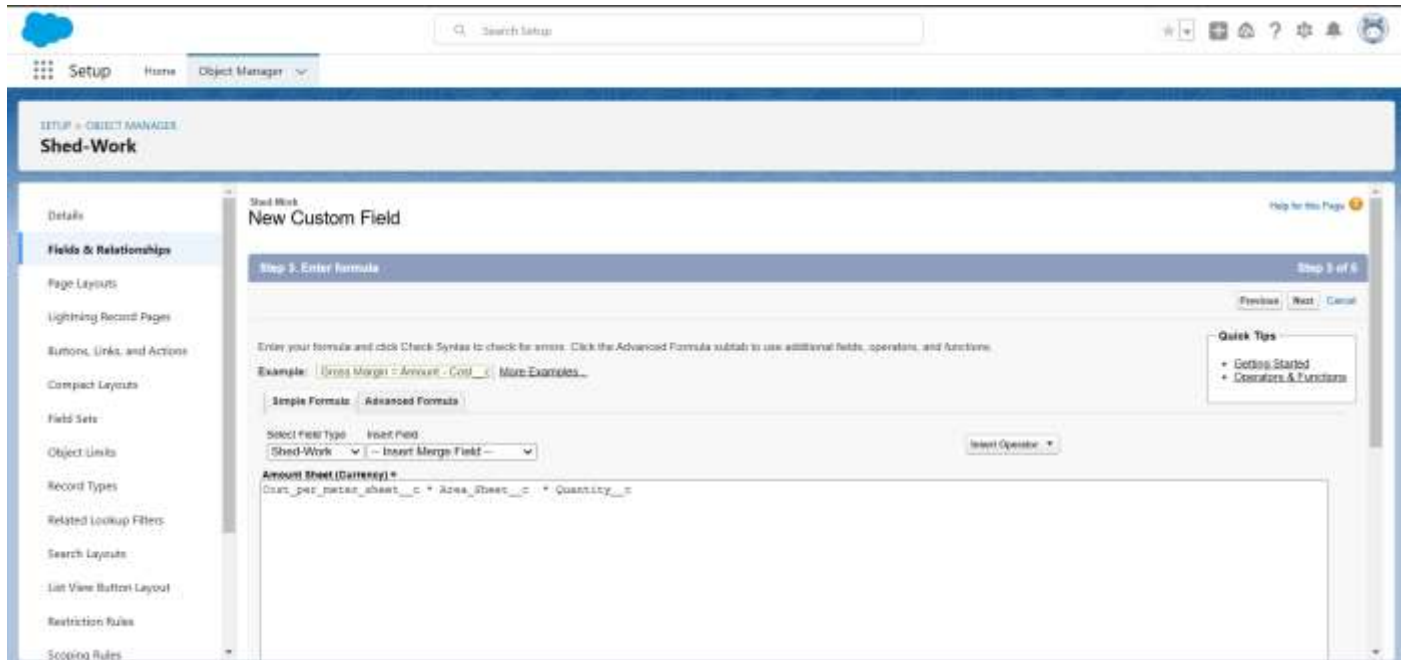 Search Setup
Setup
Home
Object Manager
SETUP > OBJECT MANAGER
Shed-Work
Details
Fields & Relationships
Page Layouts
Lightning Record Pages
Buttons, Links, and Actions
Compact Layouts
Field Sets
Object Limits
Record Types
Related Lookup Filters
Search Layouts
List View Button Layout
Restriction Rules
Scoping Rules
Shed-Work
New Custom Field
Help for this Page
Step 3. Enter formula
Step 3 of 5
Previous Next Cancel
Enter your formula and click Check Syntax to check for errors. Click the Advanced Formula subtab to use additional fields, operators, and functions.
Example: Gross Margin = Amount - Cost__c More Examples...
Quick Tips
Getting Started
Operators & Functions
Simple Formula Advanced Formula
Select Field Type Insert Field
Shed-Work -- Insert Merge Field --
Insert Operator
Amount Sheet (Currency) =
Cost_per_meter_sheet__c * Area_Sheet__c * Quantity__c